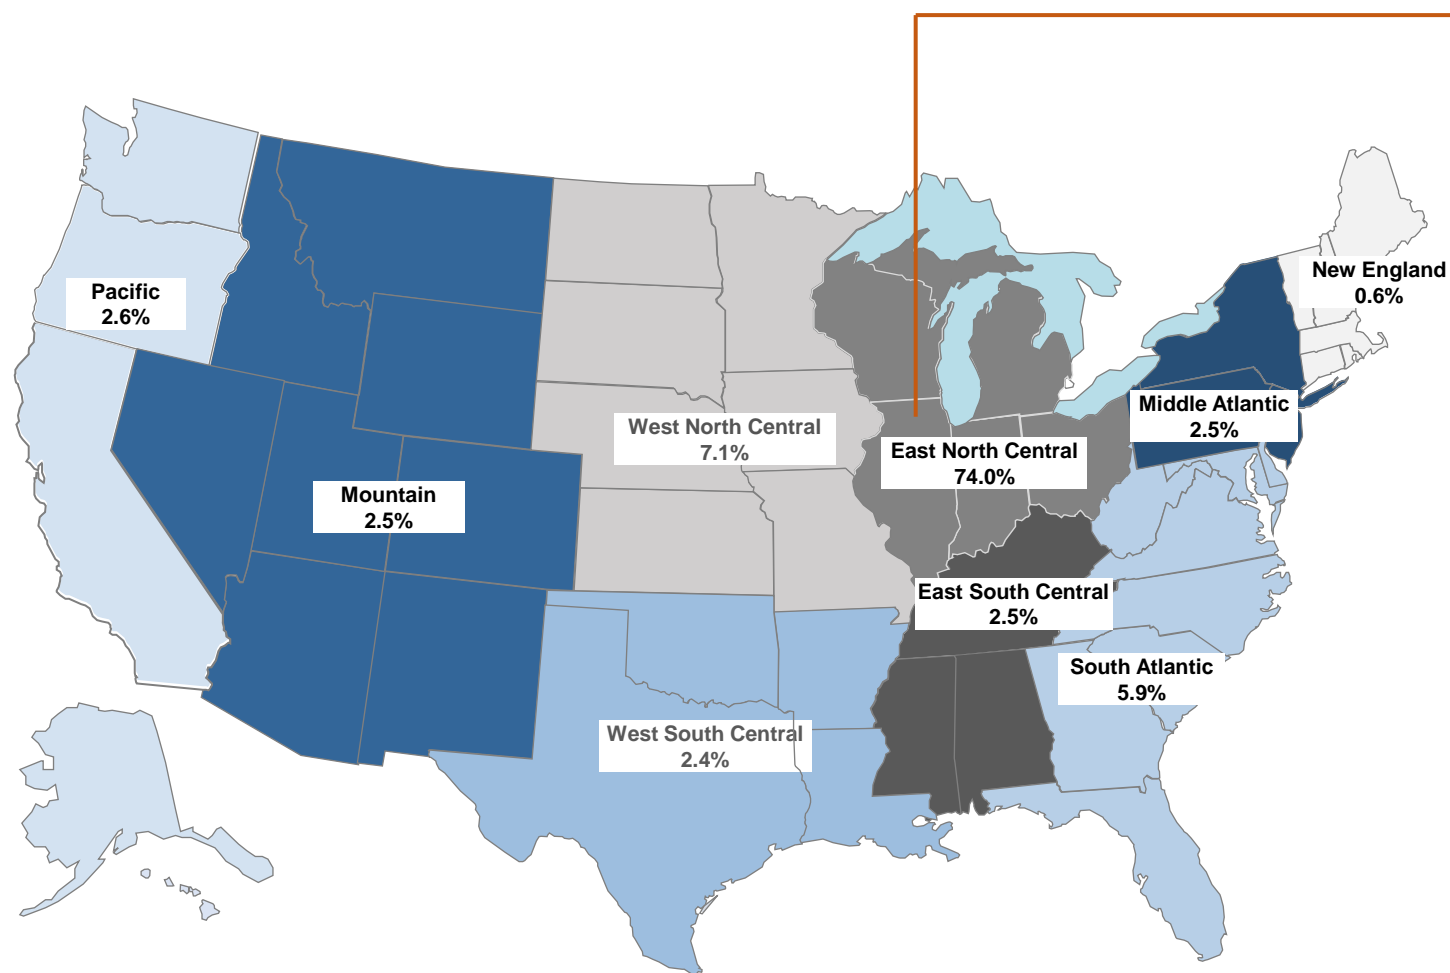 New England
0.6%
Pacific
2.6%
Middle Atlantic
2.5%
West North Central
7.1%
East North Central
74.0%
Mountain
2.5%
East South Central
2.5%
South Atlantic
5.9%
West South Central
2.4%